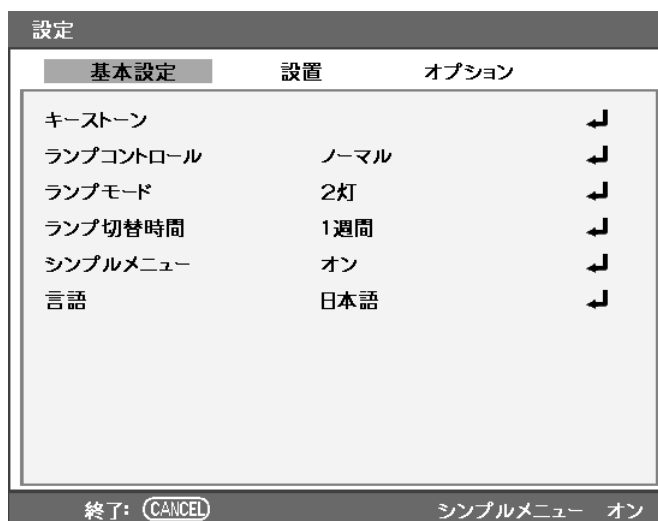 設定
基本設定 設置 オプション
キーストーン
ランプコントロール ノーマル
ランプモード 2灯
ランプ切替時間 1週間
シンプルメニュー オン
言語 日本語
終了: CANCEL シンプルメニュー オン